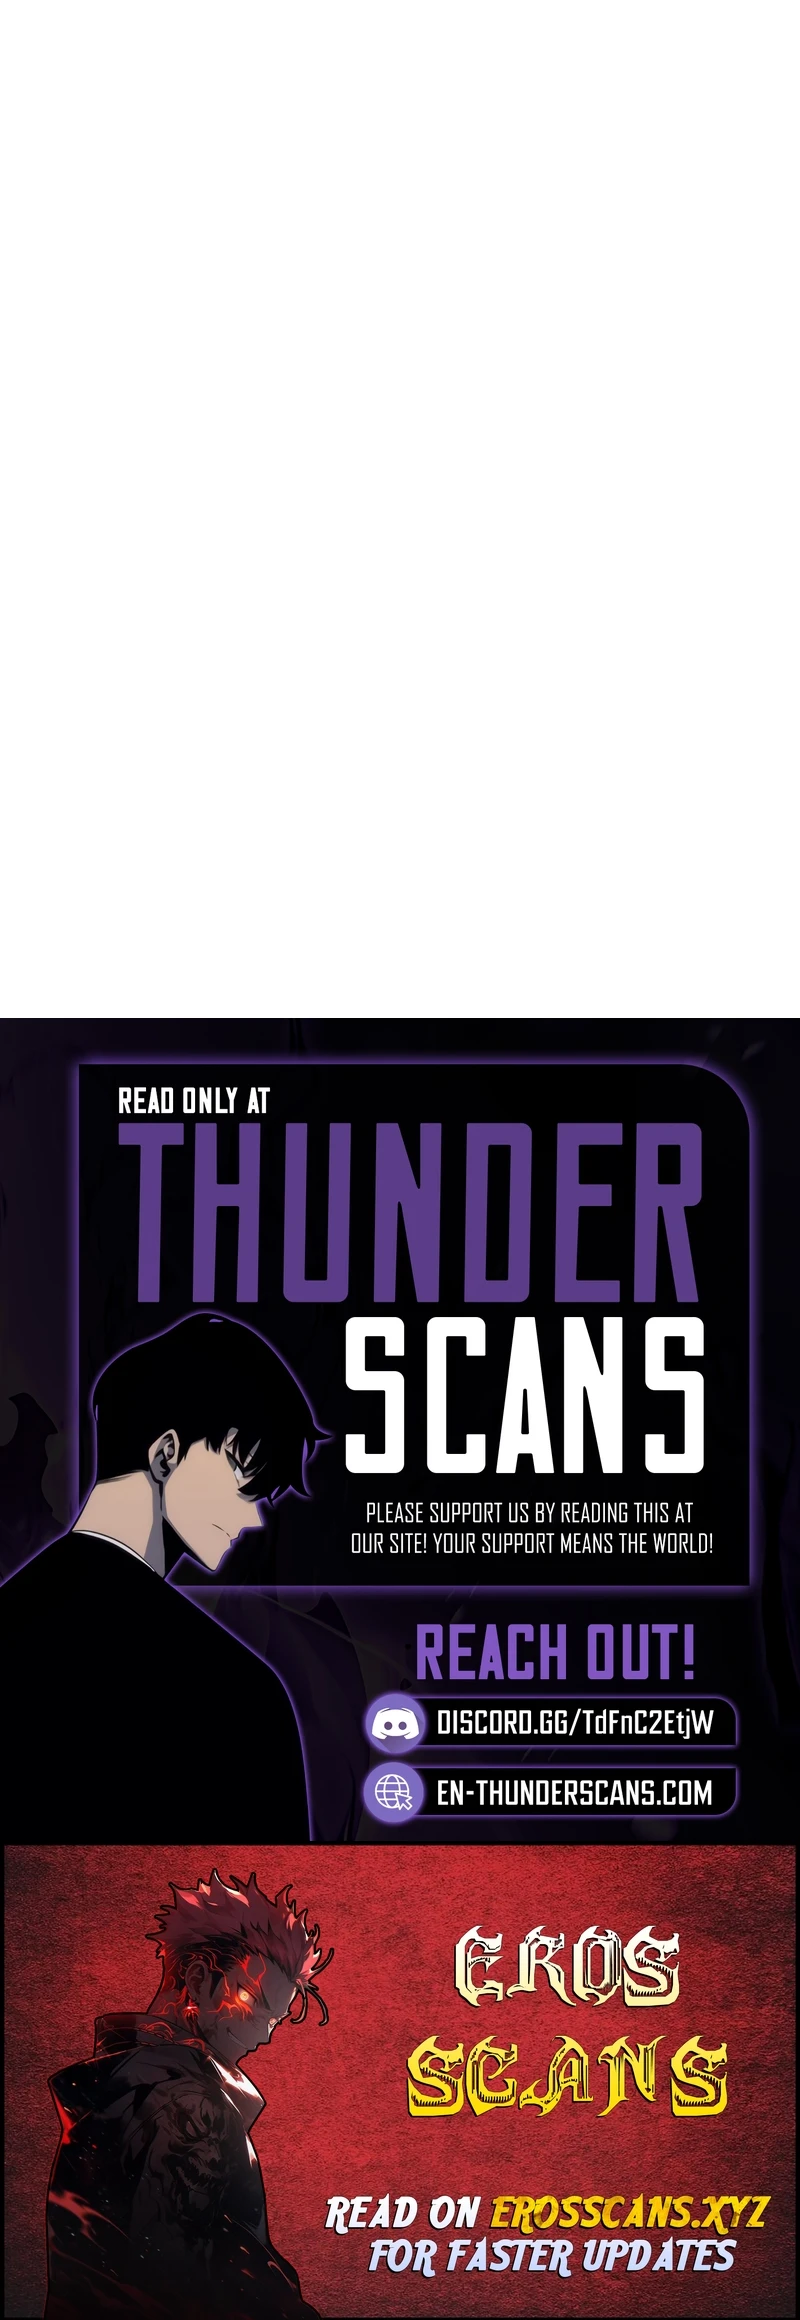 READ ONLY AT
THUNDER
SCANS
PLEASE SUPPORT US BY READING THIS AT
OUR SITE! YOUR SUPPORT MEANS THE WORLD!
REACH OUT!
DISCORD.GG/TdFnC2EtjW
EN-THUNDERSCANS.COM
EROS
SCANS
READ ON EROSSCANS.XYZ
FOR FASTER UPDATES